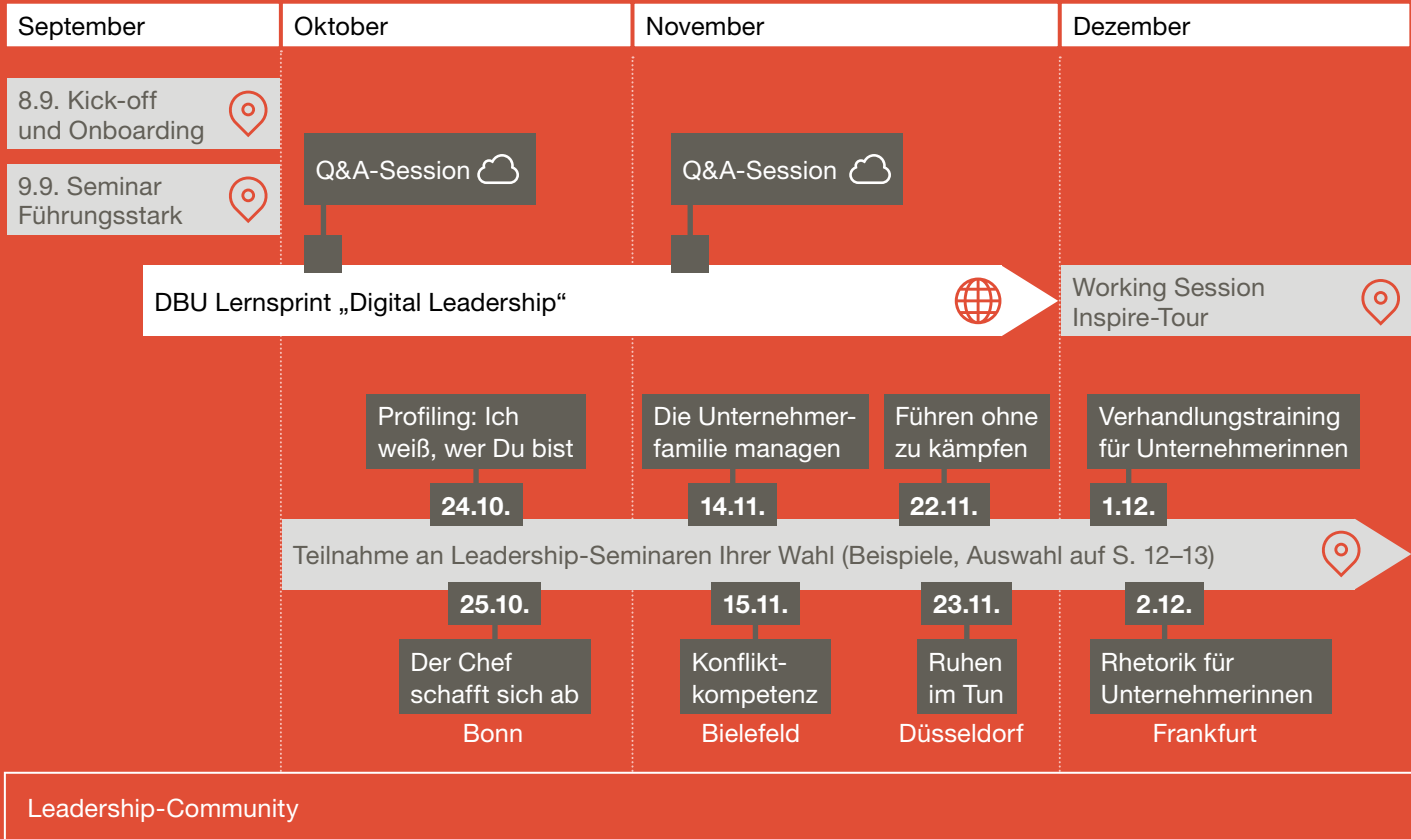 September
Oktober
November
Dezember
8.9. Kick-off
und Onboarding
9.9. Seminar
Führungsstark
Q&A-Session
Q&A-Session
DBU Lernsprint „Digital Leadership“
Working Session
Inspire-Tour
Profiling: Ich
weiß, wer Du bist
24.10.
Die Unternehmer-
familie managen
14.11.
Führen ohne
zu kämpfen
22.11.
Verhandlungstraining
für Unternehmerinnen
1.12.
Teilnahme an Leadership-Seminaren Ihrer Wahl (Beispiele, Auswahl auf S. 12–13)
25.10.
Der Chef
schafft sich ab
Bonn
15.11.
Konflikt-
kompetenz
Bielefeld
23.11.
Ruhen
im Tun
Düsseldorf
2.12.
Rhetorik für
Unternehmerinnen
Frankfurt
Leadership-Community